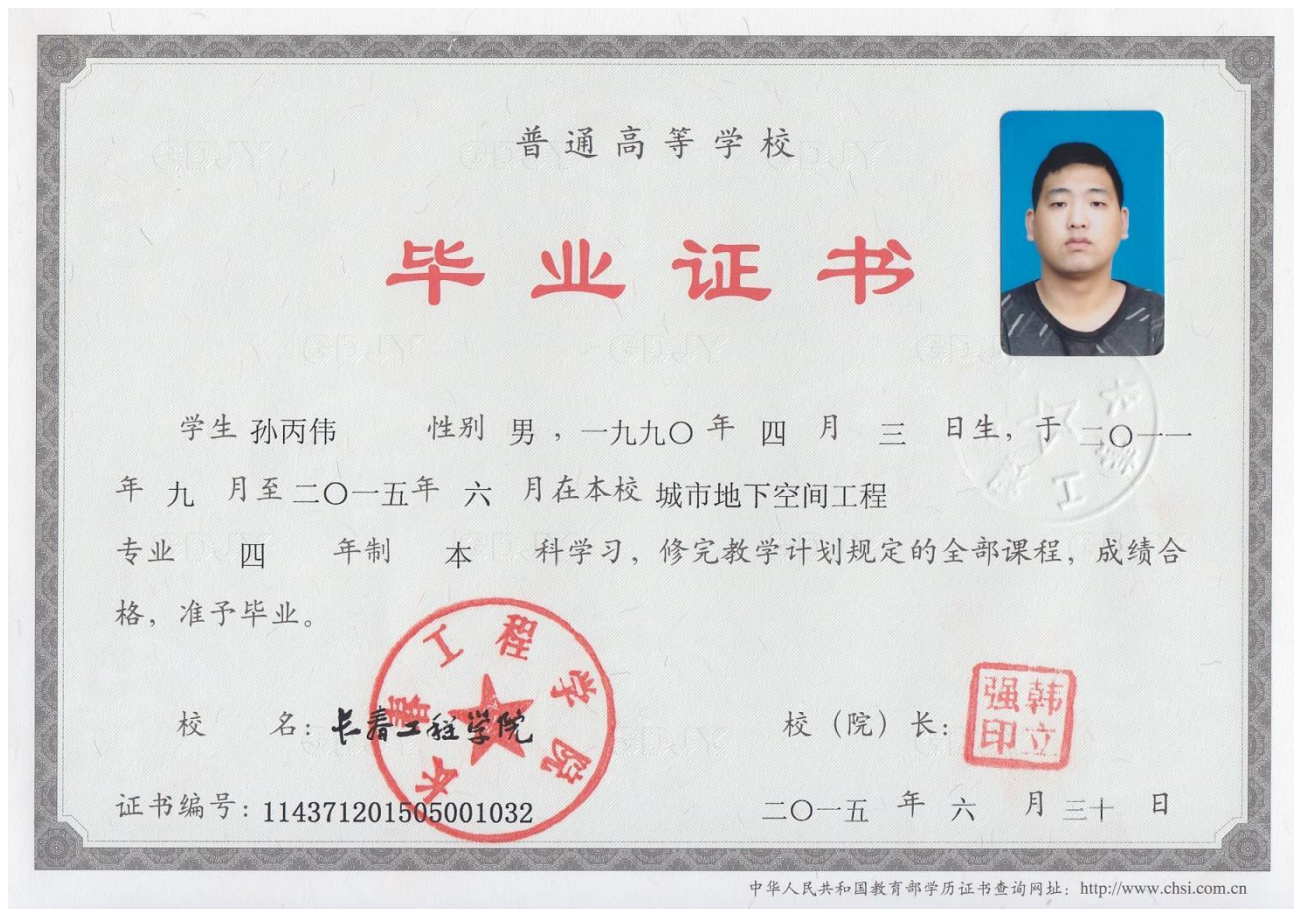 普通高等学校
毕业证书
学生 孙丙伟 性别 男 ，一九九〇 年 四 月 三 日生，于 二〇一一
年 九 月至 二〇一五 年 六 月在本校 城市地下空间工程
专业 四 年制 本 科学习，修完教学计划规定的全部课程，成绩合
格，准予毕业。
长春工程学院
校 名：长春工程学院
校（院）长：
韩立强印
证书编号：114371201505001032
二〇一五 年 六 月 三十 日
中华人民共和国教育部学历证书查询网址：http://www.chsi.com.cn